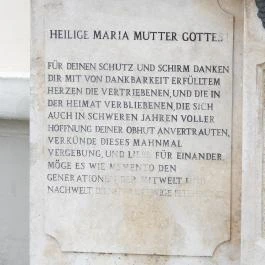 HEILIGE MARIA MUTTER GOTTES!
FÜR DEINEN SCHUTZ UND SCHIRM DANKEN
DIR MIT VON DANKBARKEIT ERFÜLLTEM
HERZEN DIE VERTRIEBENEN, UND DIE IN
DER HEIMAT VERBLIEBENEN, DIE SICH
AUCH IN SCHWEREN JAHREN VOLLER
HOFFNUNG DEINER OBHUT ANVERTRAUTEN,
VERKÜNDE DIESES MAHNMAL
VERGEBUNG, UND LIEBE FÜR EINANDER.
MÖGE ES WIE MEMENTO DEN
GENERATIONEN DER MITWELT UND
NACHWELT